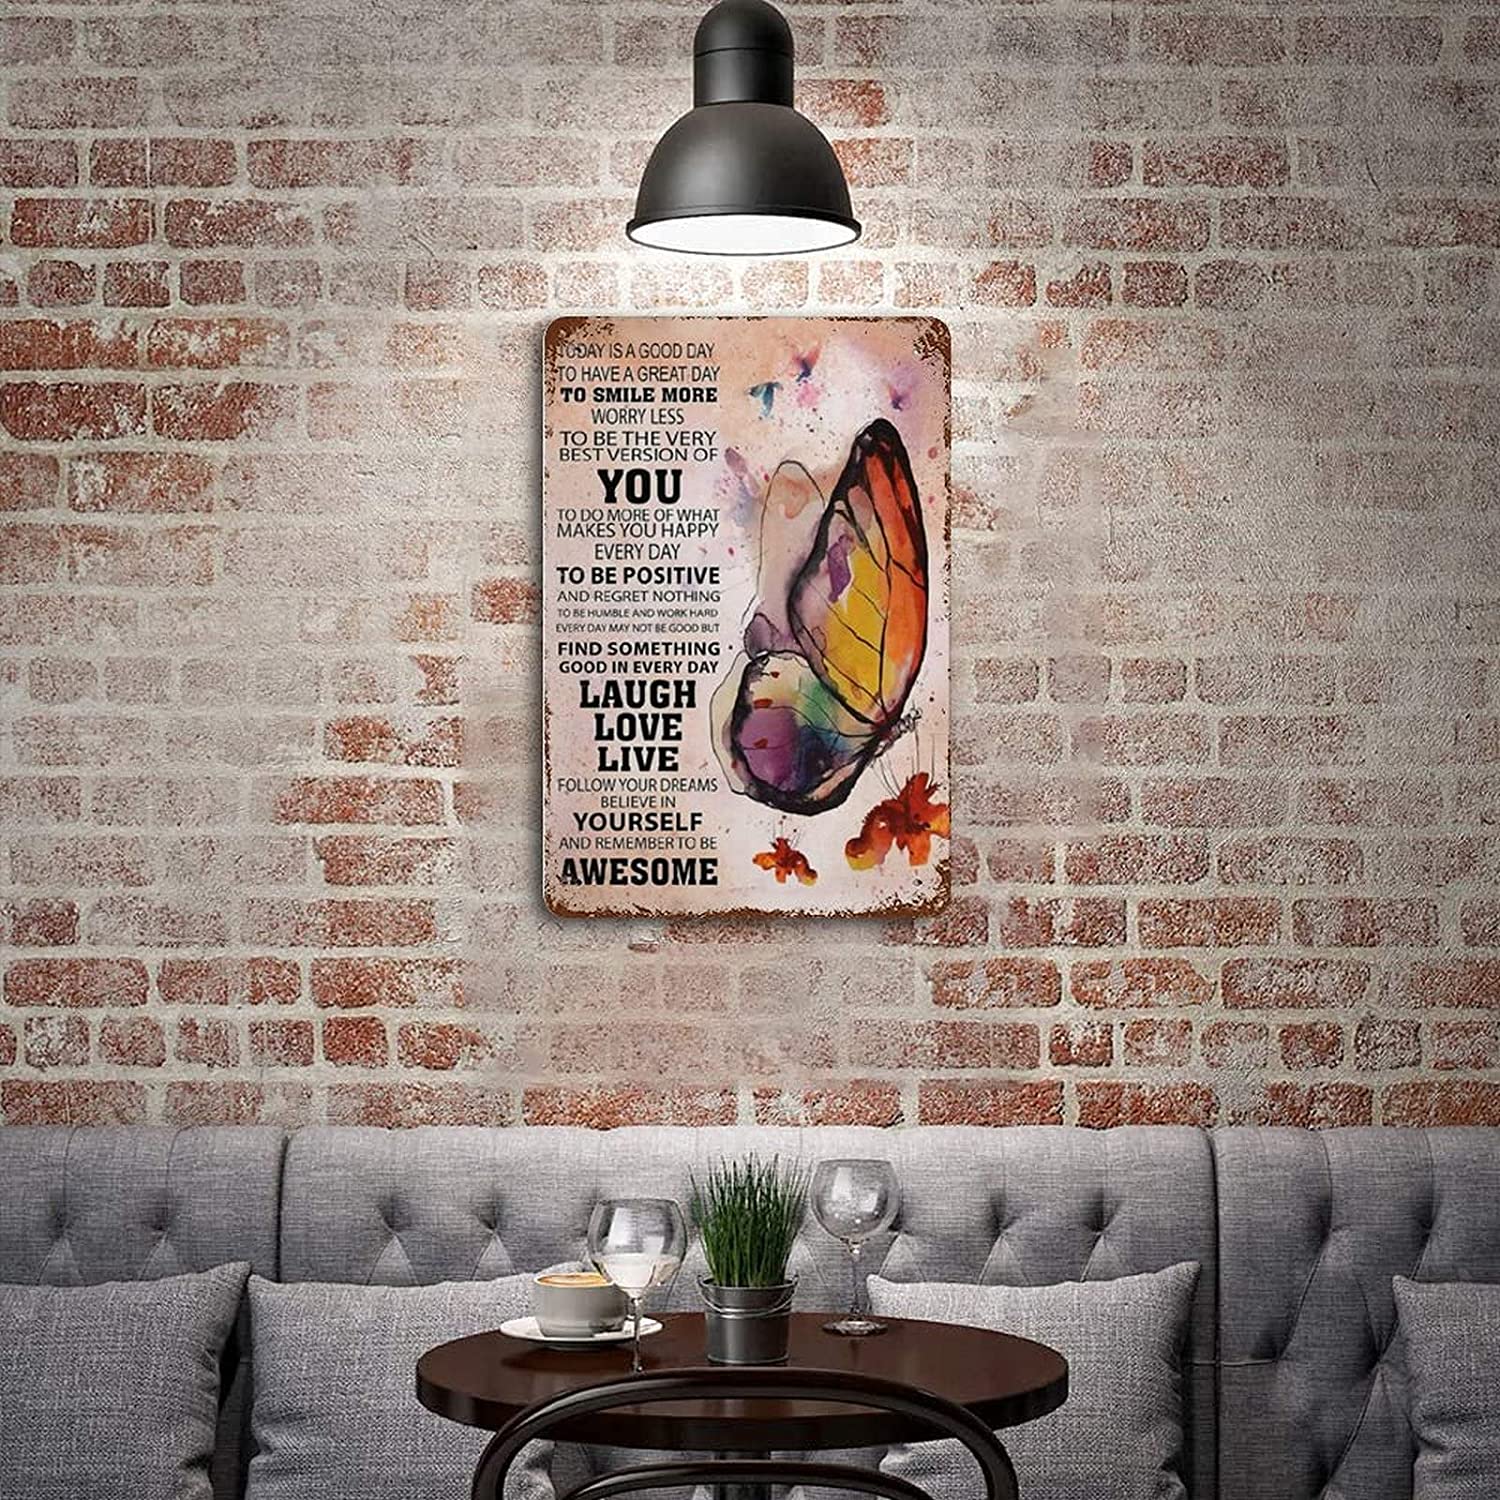 TODAY IS A GOOD DAY
TO HAVE A GREAT DAY
TO SMILE MORE
WORRY LESS
TO BE THE VERY
BEST VERSION OF
YOU
TO DO MORE OF WHAT
MAKES YOU HAPPY
EVERY DAY
TO BE POSITIVE
AND REGRET NOTHING
TO BE HUMBLE AND WORK HARD
EVERY DAY MAY NOT BE GOOD BUT
FIND SOMETHING
GOOD IN EVERY DAY
LAUGH
LOVE
LIVE
FOLLOW YOUR DREAMS
BELIEVE IN
YOURSELF
AND REMEMBER TO BE
AWESOME